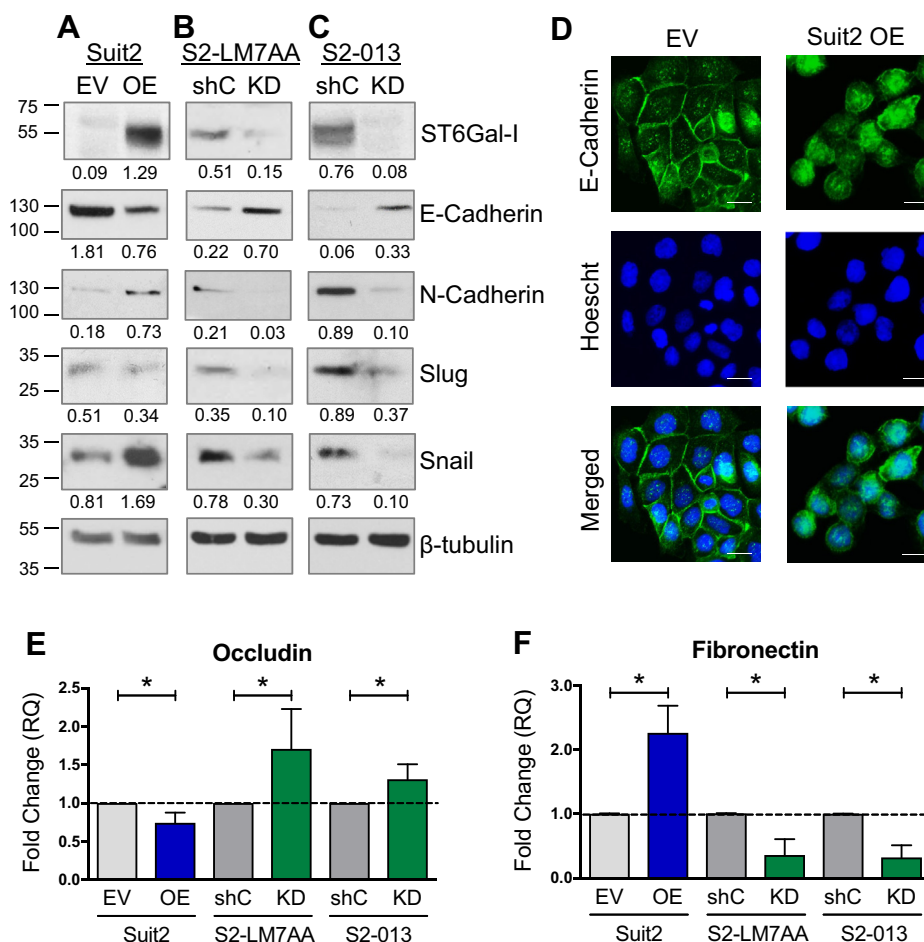 A B C
Suit2 S2-LM7AA S2-013
EV OE shC KD shC KD
75
55
ST6Gal-I
0.09 1.29 0.51 0.15 0.76 0.08
130
100
E-Cadherin
1.81 0.76 0.22 0.70 0.06 0.33
130
100
N-Cadherin
0.18 0.73 0.21 0.03 0.89 0.10
35
25
Slug
0.51 0.34 0.35 0.10 0.89 0.37
35
25
Snail
0.81 1.69 0.78 0.30 0.73 0.10
55
35
β-tubulin
D
EV Suit2 OE
E-Cadherin
Hoescht
Merged
E
Occludin
Fold Change (RQ)
2.5
2.0
1.5
1.0
0.5
0.0
* * *
EV OE shC KD shC KD
Suit2 S2-LM7AA S2-013
F
Fibronectin
Fold Change (RQ)
3.0
2.0
1.0
0.0
* * *
EV OE shC KD shC KD
Suit2 S2-LM7AA S2-013